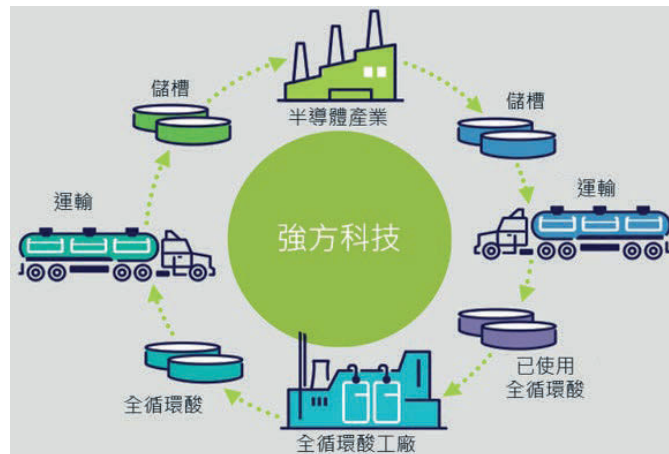 半導體產業
儲槽
儲槽
運輸
運輸
強方科技
已使用
全循環酸
全循環酸
全循環酸工廠